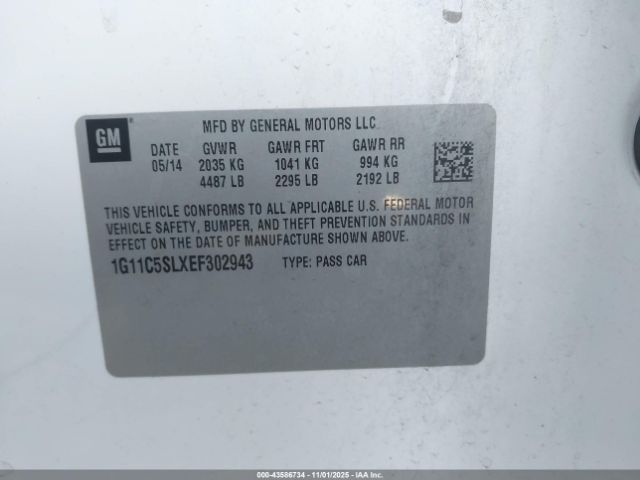 GM
MFD BY GENERAL MOTORS LLC
DATE GVWR GAWR FRT GAWR RR
05/14 2035 KG 1041 KG 994 KG
4487 LB 2295 LB 2192 LB
THIS VEHICLE CONFORMS TO ALL APPLICABLE U.S. FEDERAL MOTOR
VEHICLE SAFETY, BUMPER, AND THEFT PREVENTION STANDARDS IN
EFFECT ON THE DATE OF MANUFACTURE SHOWN ABOVE.
1G11C5SLXEF302943 TYPE: PASS CAR
000-43586734 - 11/01/2025 - IAA Corp.